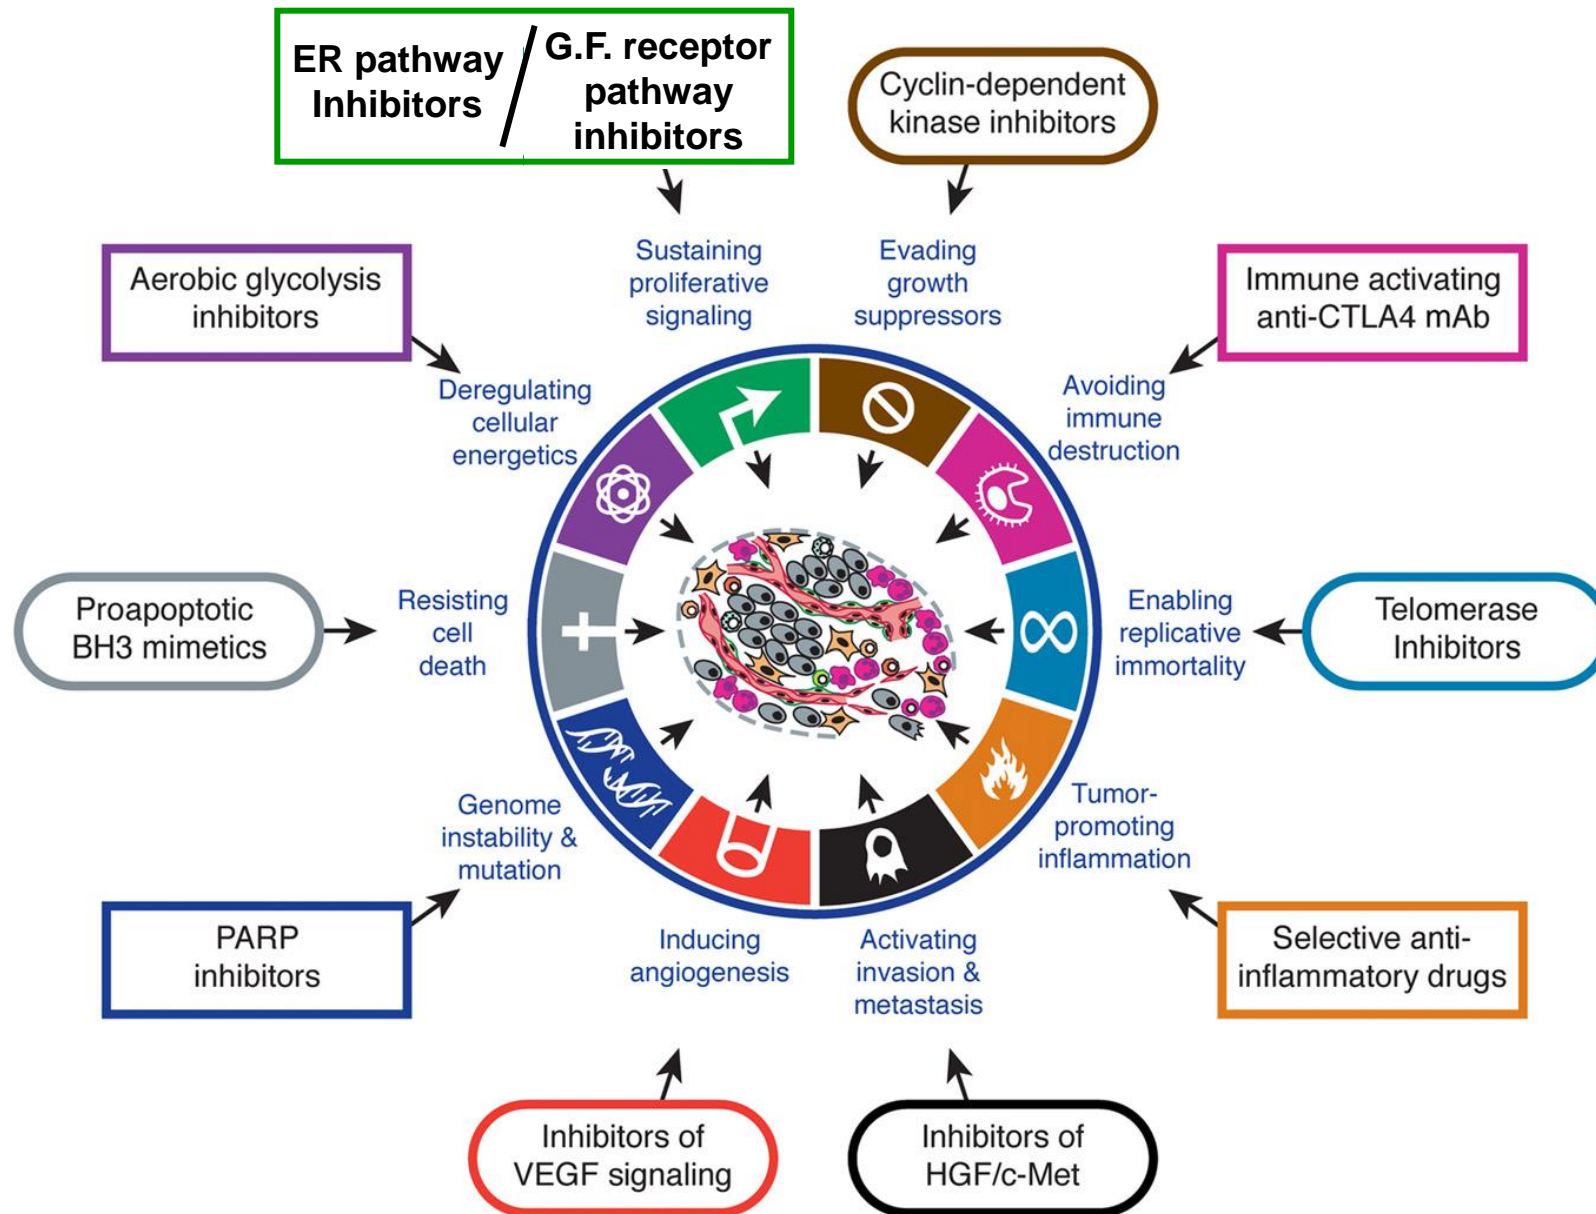 ER pathway
Inhibitors
/
G.F. receptor
pathway
inhibitors
Cyclin-dependent
kinase inhibitors
Sustaining
proliferative
signaling
Evading
growth
suppressors
Aerobic glycolysis
inhibitors
Immune activating
anti-CTLA4 mAb
Deregulating
cellular
energetics
Avoiding
immune
destruction
Proapoptotic
BH3 mimetics
Resisting
cell
death
Enabling
replicative
immortality
Telomerase
Inhibitors
Genome
instability &
mutation
Tumor-
promoting
inflammation
PARP
inhibitors
Inducing
angiogenesis
Activating
invasion &
metastasis
Selective anti-
inflammatory drugs
Inhibitors of
VEGF signaling
Inhibitors of
HGF/c-Met